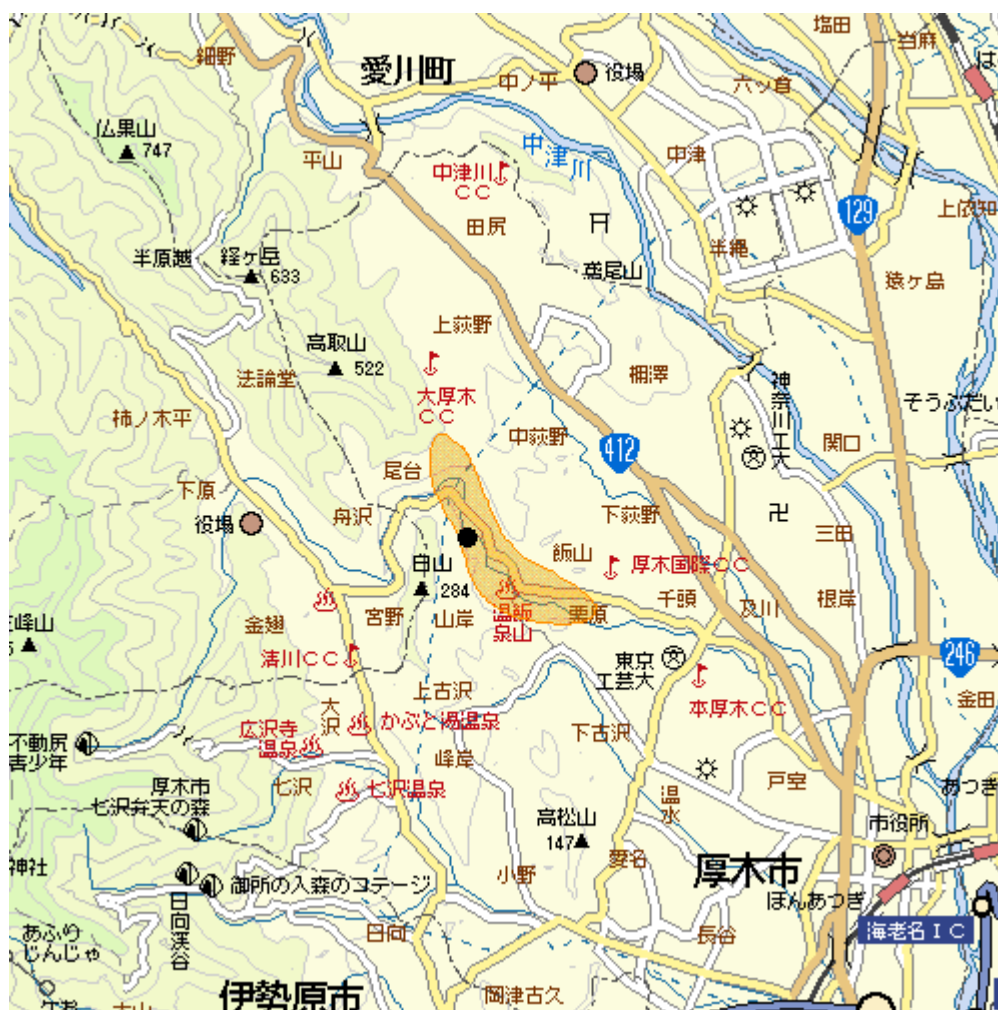 細野
愛川町
中ノ平
役場
塩田
当麻
六ッ倉
仏果山
747
平山
中津川
CC
中津川
中津
田尻
半縄
129
上依知
半原越
経ヶ岳
633
鳶尾山
猿ヶ島
上荻野
高取山
522
法論堂
棚澤
神奈川工大
そうぶだい
柿ノ木平
大厚木
CC
中荻野
412
関口
尾台
下原
役場
舟沢
下荻野
三田
飯山
厚木国際CC
白山
284
千頭
及川
根岸
金翅
宮野
山岸
飯山
温泉
栗原
清川CC
東京
工芸大
246
本厚木CC
金田
上古沢
大沢
かぶと湯温泉
広沢寺
温泉
下古沢
不動尻
峰岸
戸室
七沢
七沢温泉
厚木市
七沢弁天の森
温水
あつぎ
高松山
147
市役所
愛名
厚木市
神社
御所の入森のコテージ
小野
ほんあつぎ
日向渓谷
日向
長谷
海老名IC
あふり
じんじゃ
伊勢原市
岡津古久